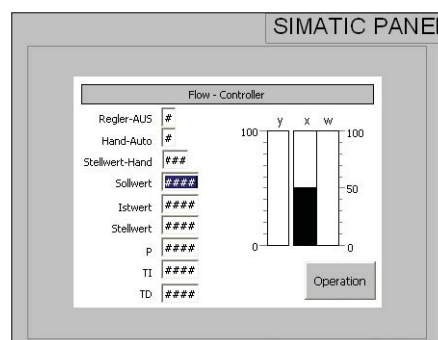 SIMATIC PANE
Flow - Controller
Regler-AUS #
Hand-Auto #
Stellwert-Hand ###
Sollwert ####
Istwert ####
Stellwert ####
P ####
TI ####
TD ####
y x w
100 100
50
0 0
Operation